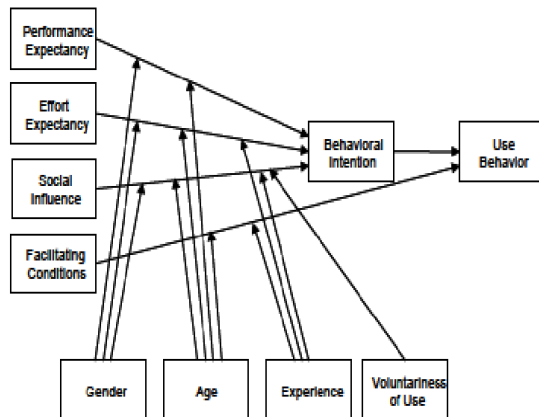 Performance
Expectancy
Effort
Expectancy
Social
Influence
Facilitating
Conditions
Behavioral
Intention
Use
Behavior
Gender
Age
Experience
Voluntariness
of Use